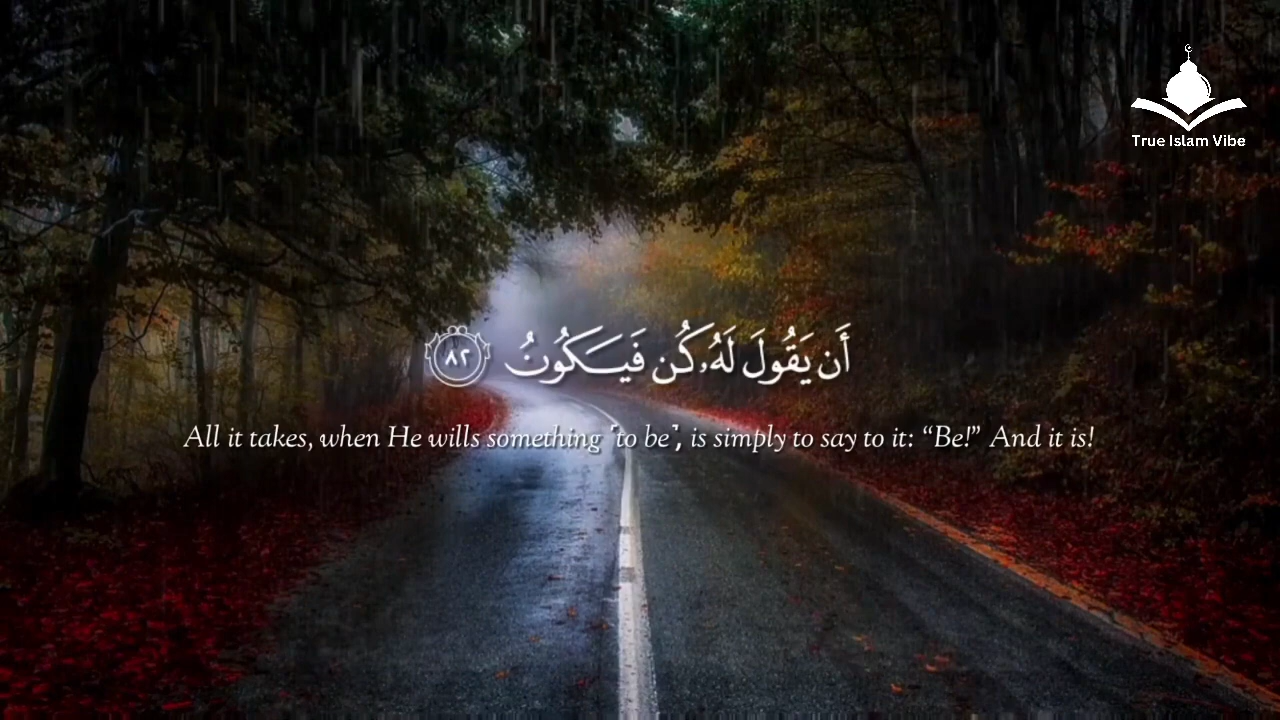 True Islam Vibe
أَن يَقُولَ لَهُۥ كُن فَيَكُونُ ٨٢
All it takes, when He wills something ˹to be˺, is simply to say to it: “Be!” And it is!